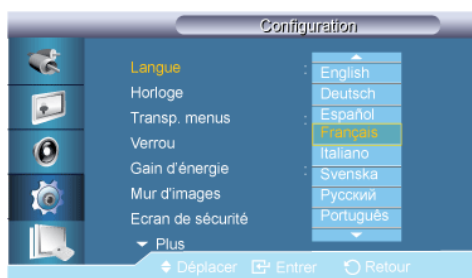 Configuration
Langue : English
Horloge Deutsch
Transp. menus : Español
Verrou Français
Italiano
Gain d'énergie : Svenska
Mur d'images Русский
Ecran de sécurité Português
Plus
Déplacer Entrer Retour